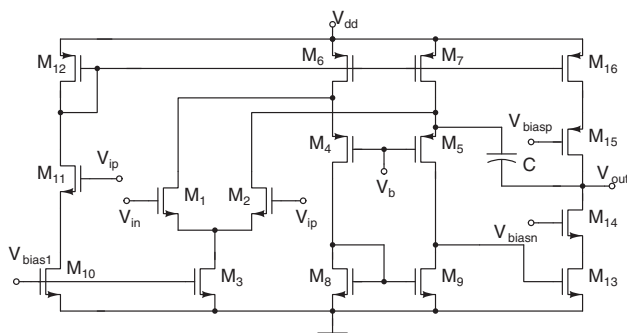 Vdd
M12
M6
M7
M16
Vbiasp
M15
M11
Vip
M4
M5
C
Vout
M1
M2
Vin
Vip
Vb
M14
Vbiasn
Vbias1
M10
M3
M8
M9
M13